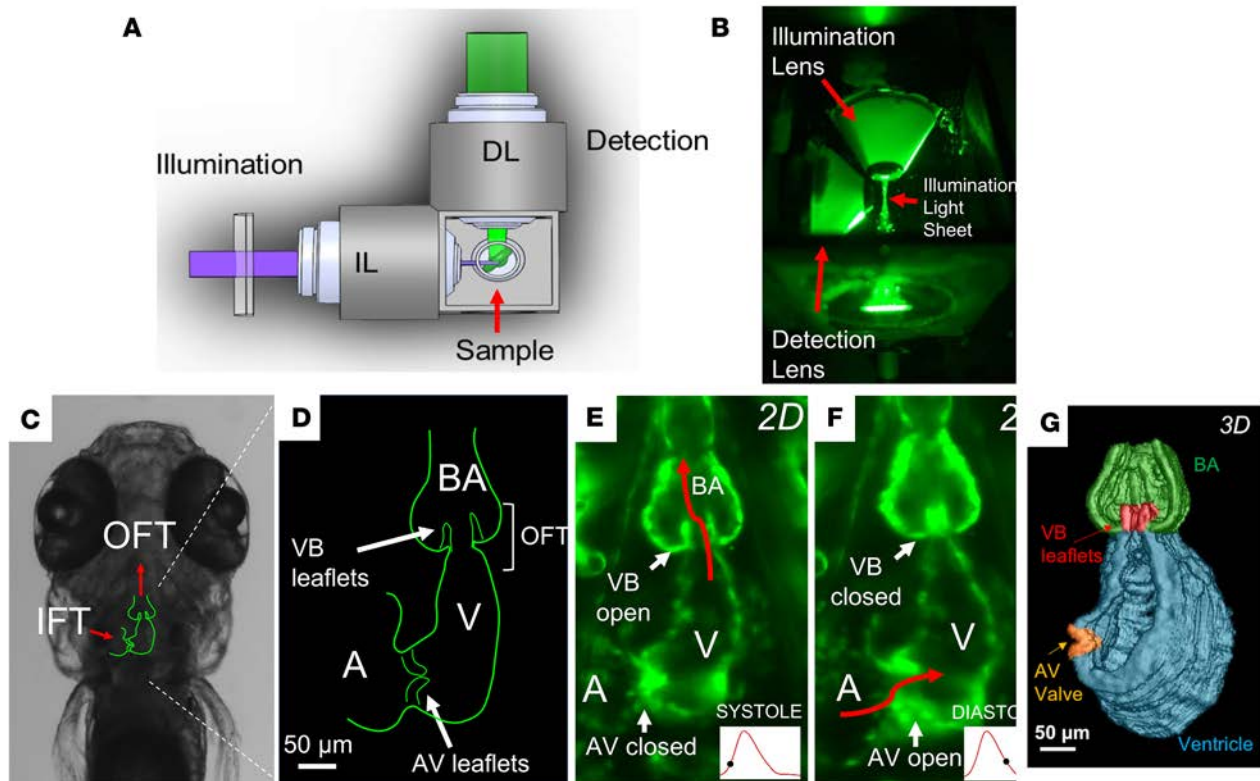 A
Illumination
IL
DL
Detection
Sample
B
Illumination
Lens
Illumination
Light
Sheet
Detection
Lens
C
OFT
IFT
D
BA
VB
leaflets
OFT
V
A
AV leaflets
50 µm
E
2D
BA
VB
open
V
A
AV closed
SYSTOLE
F
2
VB
closed
V
A
AV open
DIASTO
G
3D
BA
VB
leaflets
AV
Valve
50 µm
Ventricle